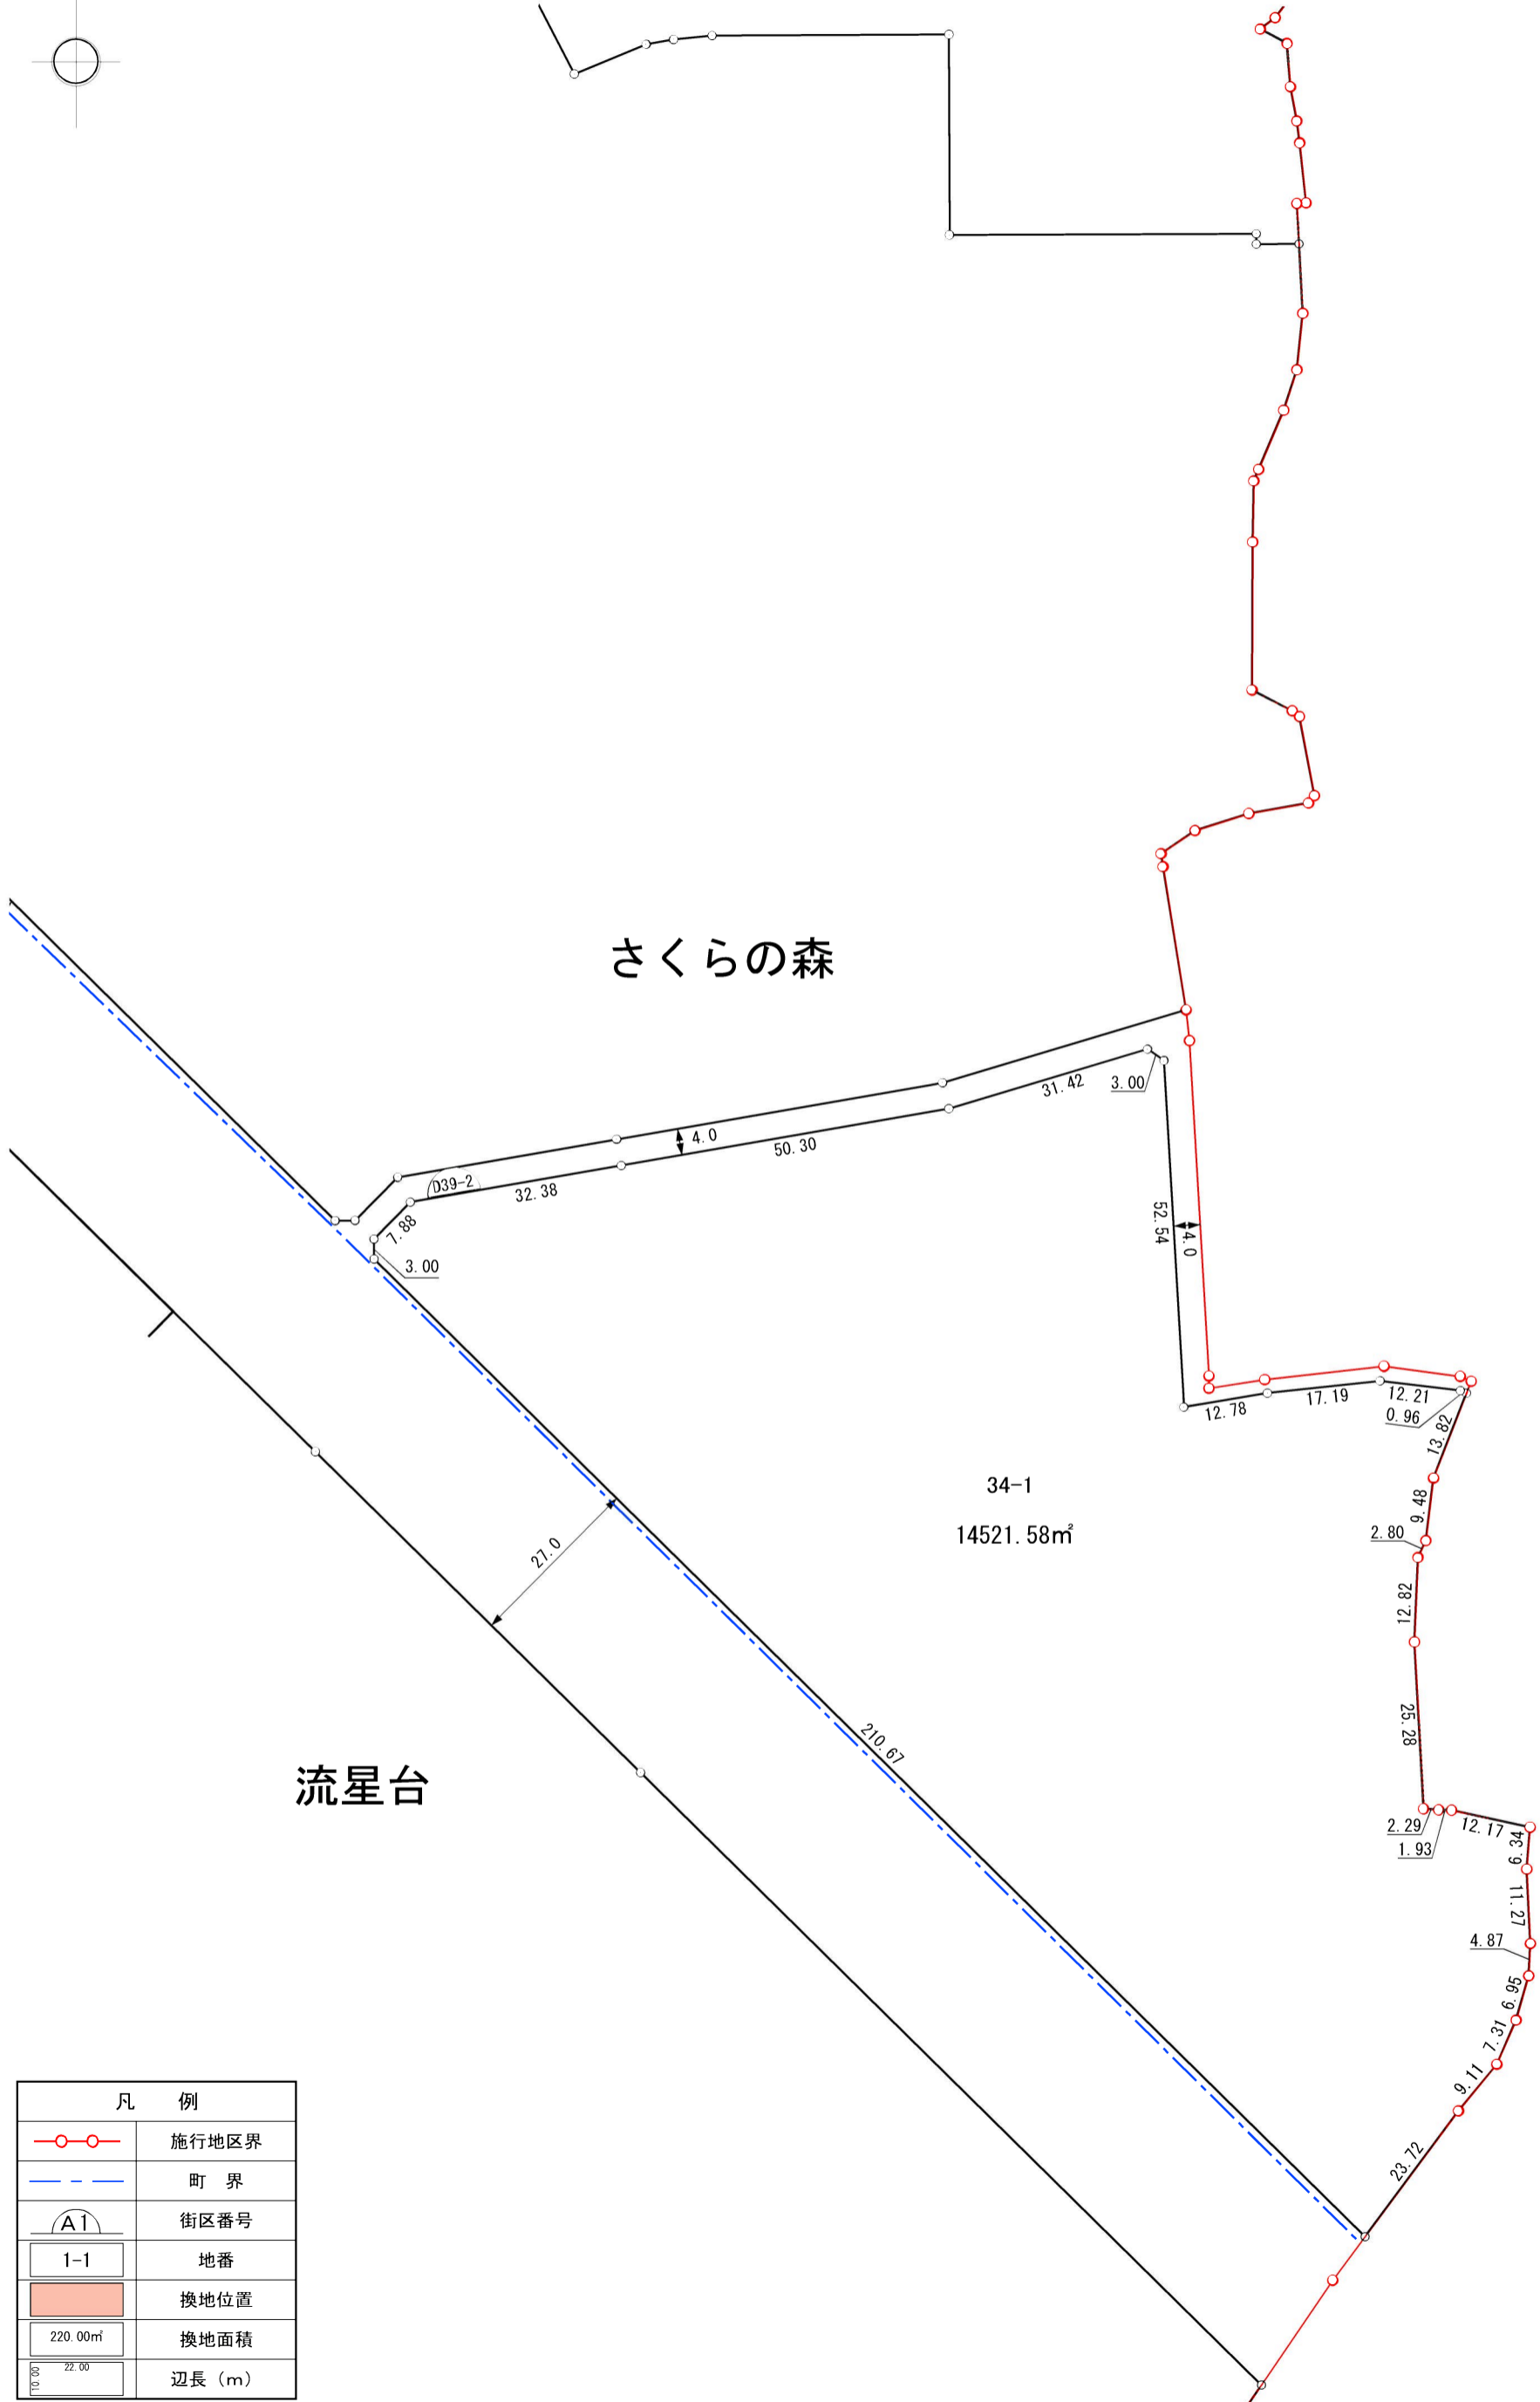 さくらの森
31.42
3.00
4.0
50.30
D39-2
32.38
7.88
3.00
52.54
4.0
12.78
17.19
12.21
0.96
13.82
34-1
14521.58㎡
9.48
2.80
27.0
12.82
25.28
210.67
流星台
2.29
1.93
12.17
6.34
11.27
4.87
6.95
7.31
9.11
23.72
凡 例
施行地区界
町 界
A1 街区番号
1-1 地番
換地位置
220.00㎡ 換地面積
10.00 22.00 辺長（m）